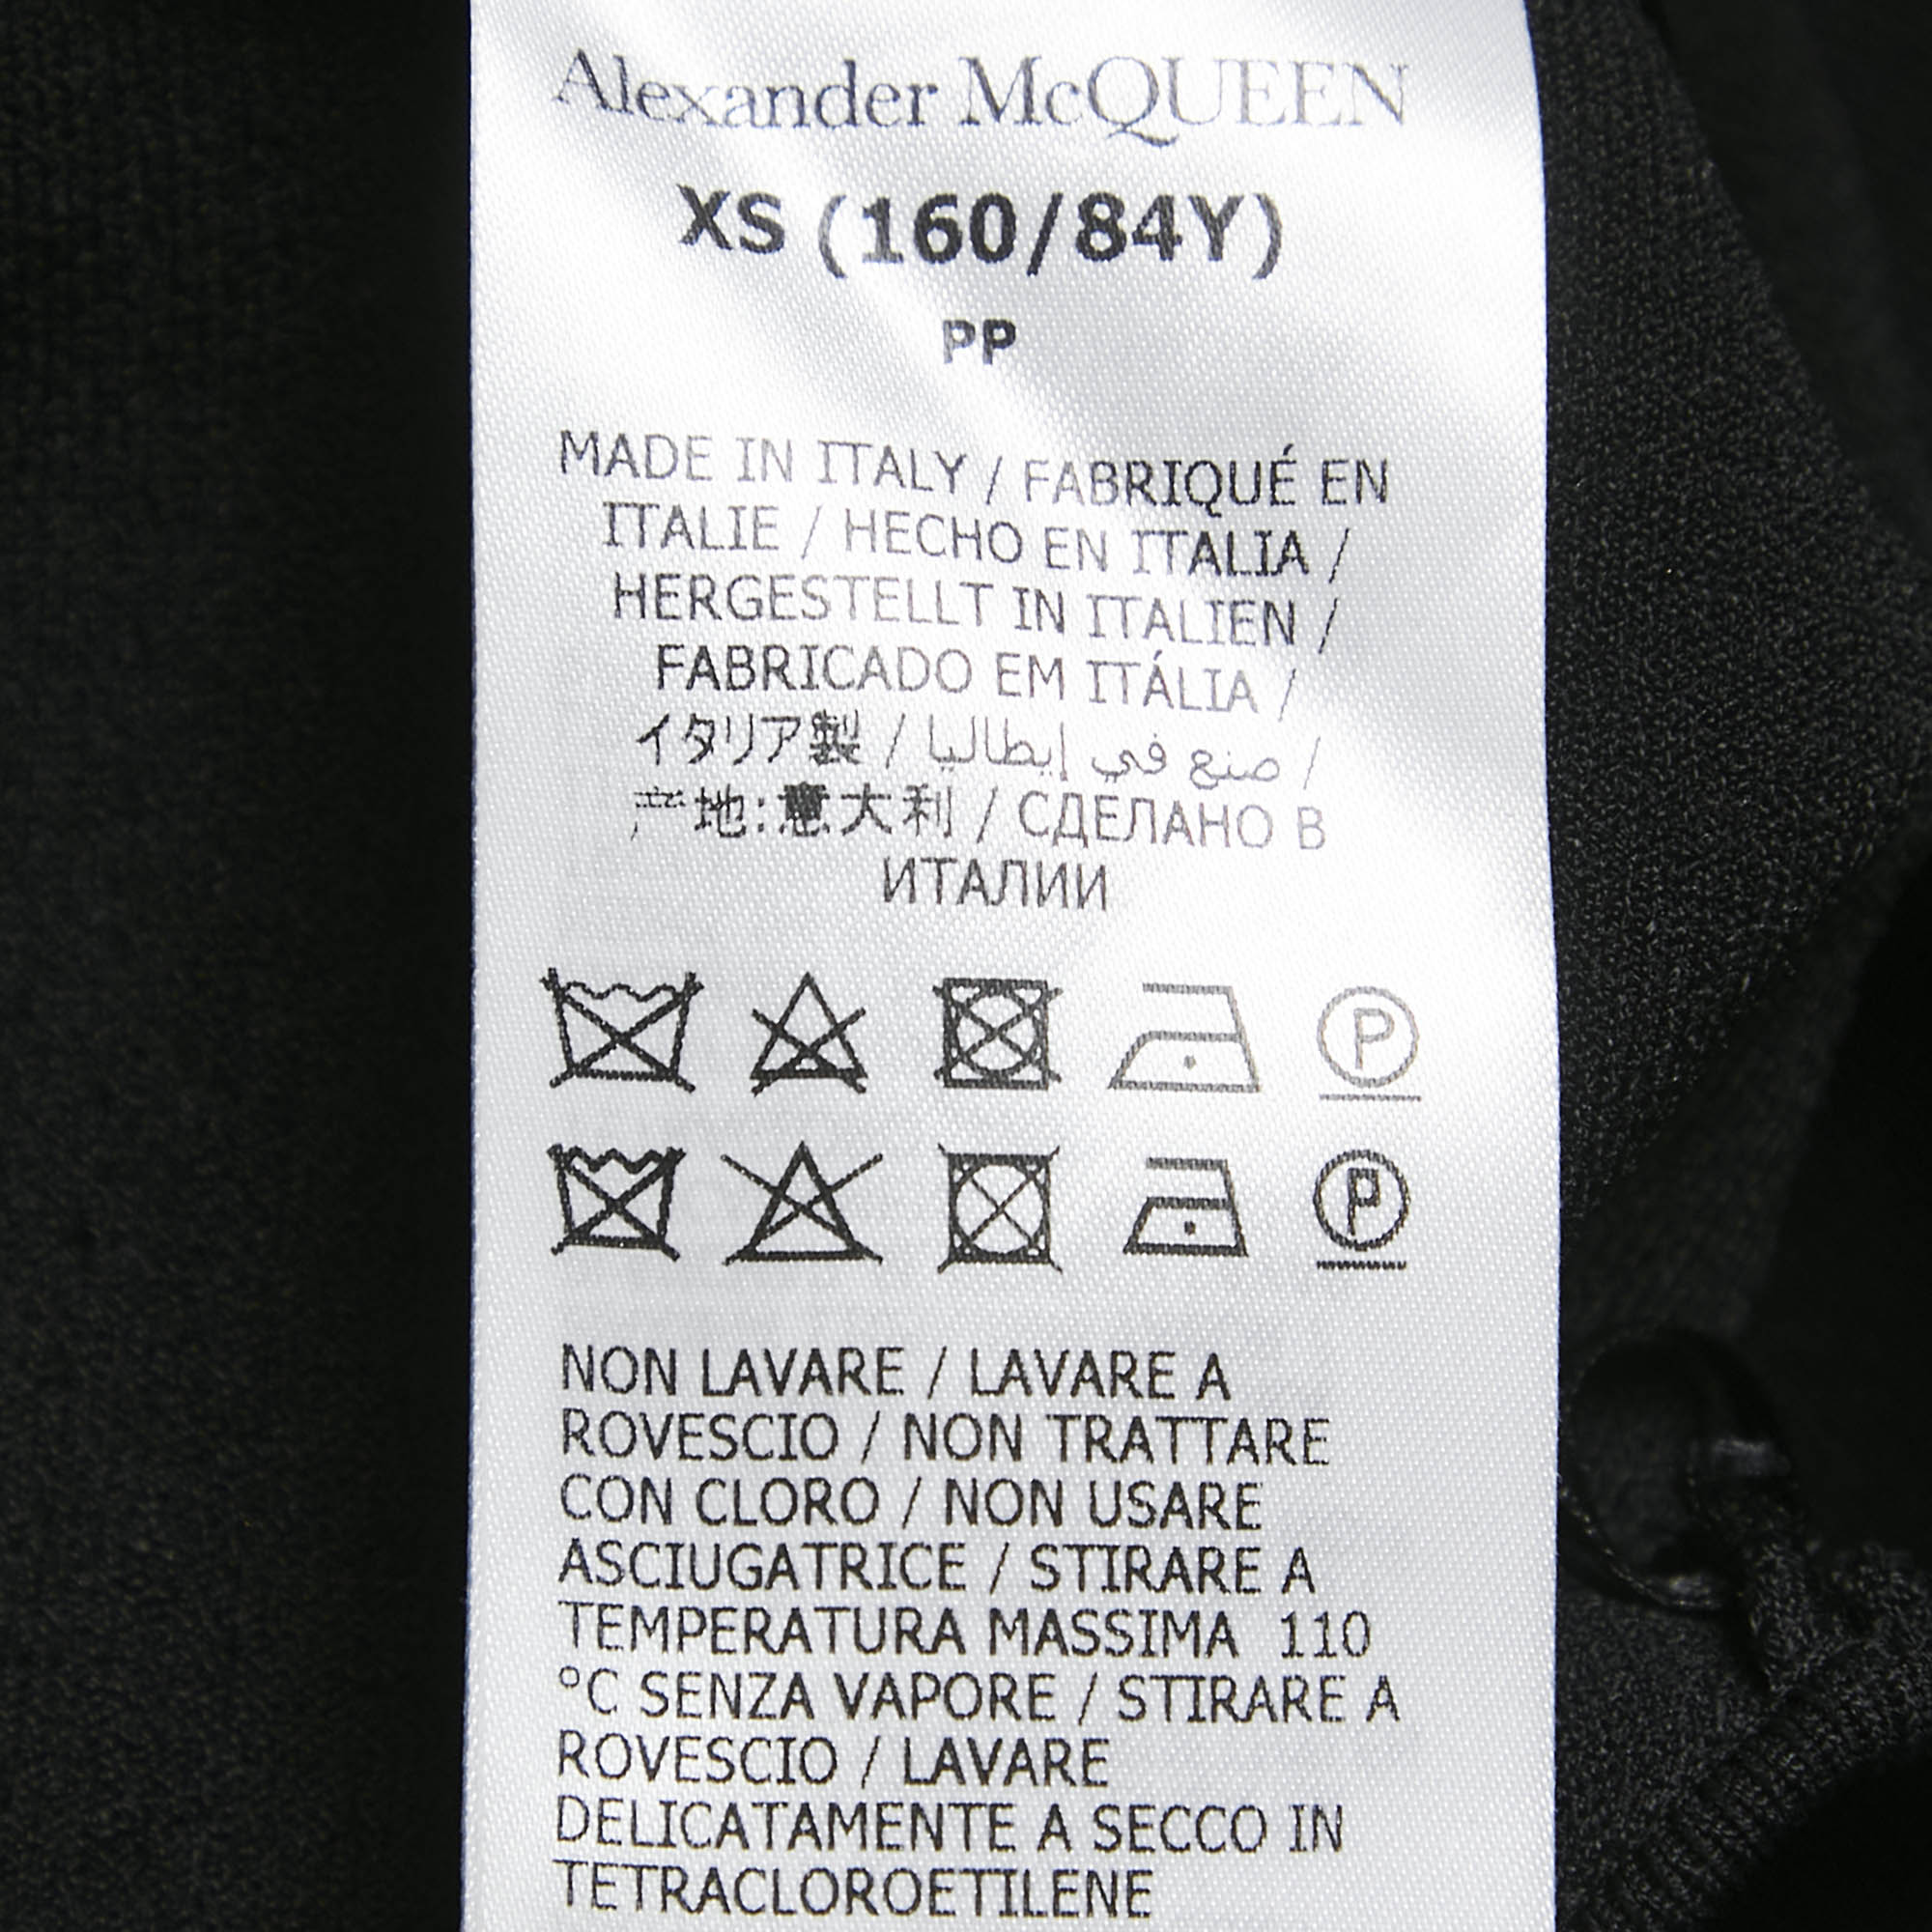 Alexander McQUEEN
XS (160/84Y)
PP
MADE IN ITALY / FABRIQUÉ EN
ITALIE / HECHO EN ITALIA /
HERGESTELLT IN ITALIEN /
FABRICADO EM ITÁLIA /
イタリア製 / صنع في إيطاليا /
产地:意大利 / СДЕЛАНО В
ИТАЛИИ
P
P
NON LAVARE / LAVARE A
ROVESCIO / NON TRATTARE
CON CLORO / NON USARE
ASCIUGATRICE / STIRARE A
TEMPERATURA MASSIMA 110
°C SENZA VAPORE / STIRARE A
ROVESCIO / LAVARE
DELICATAMENTE A SECCO IN
TETRACLOROETILENE